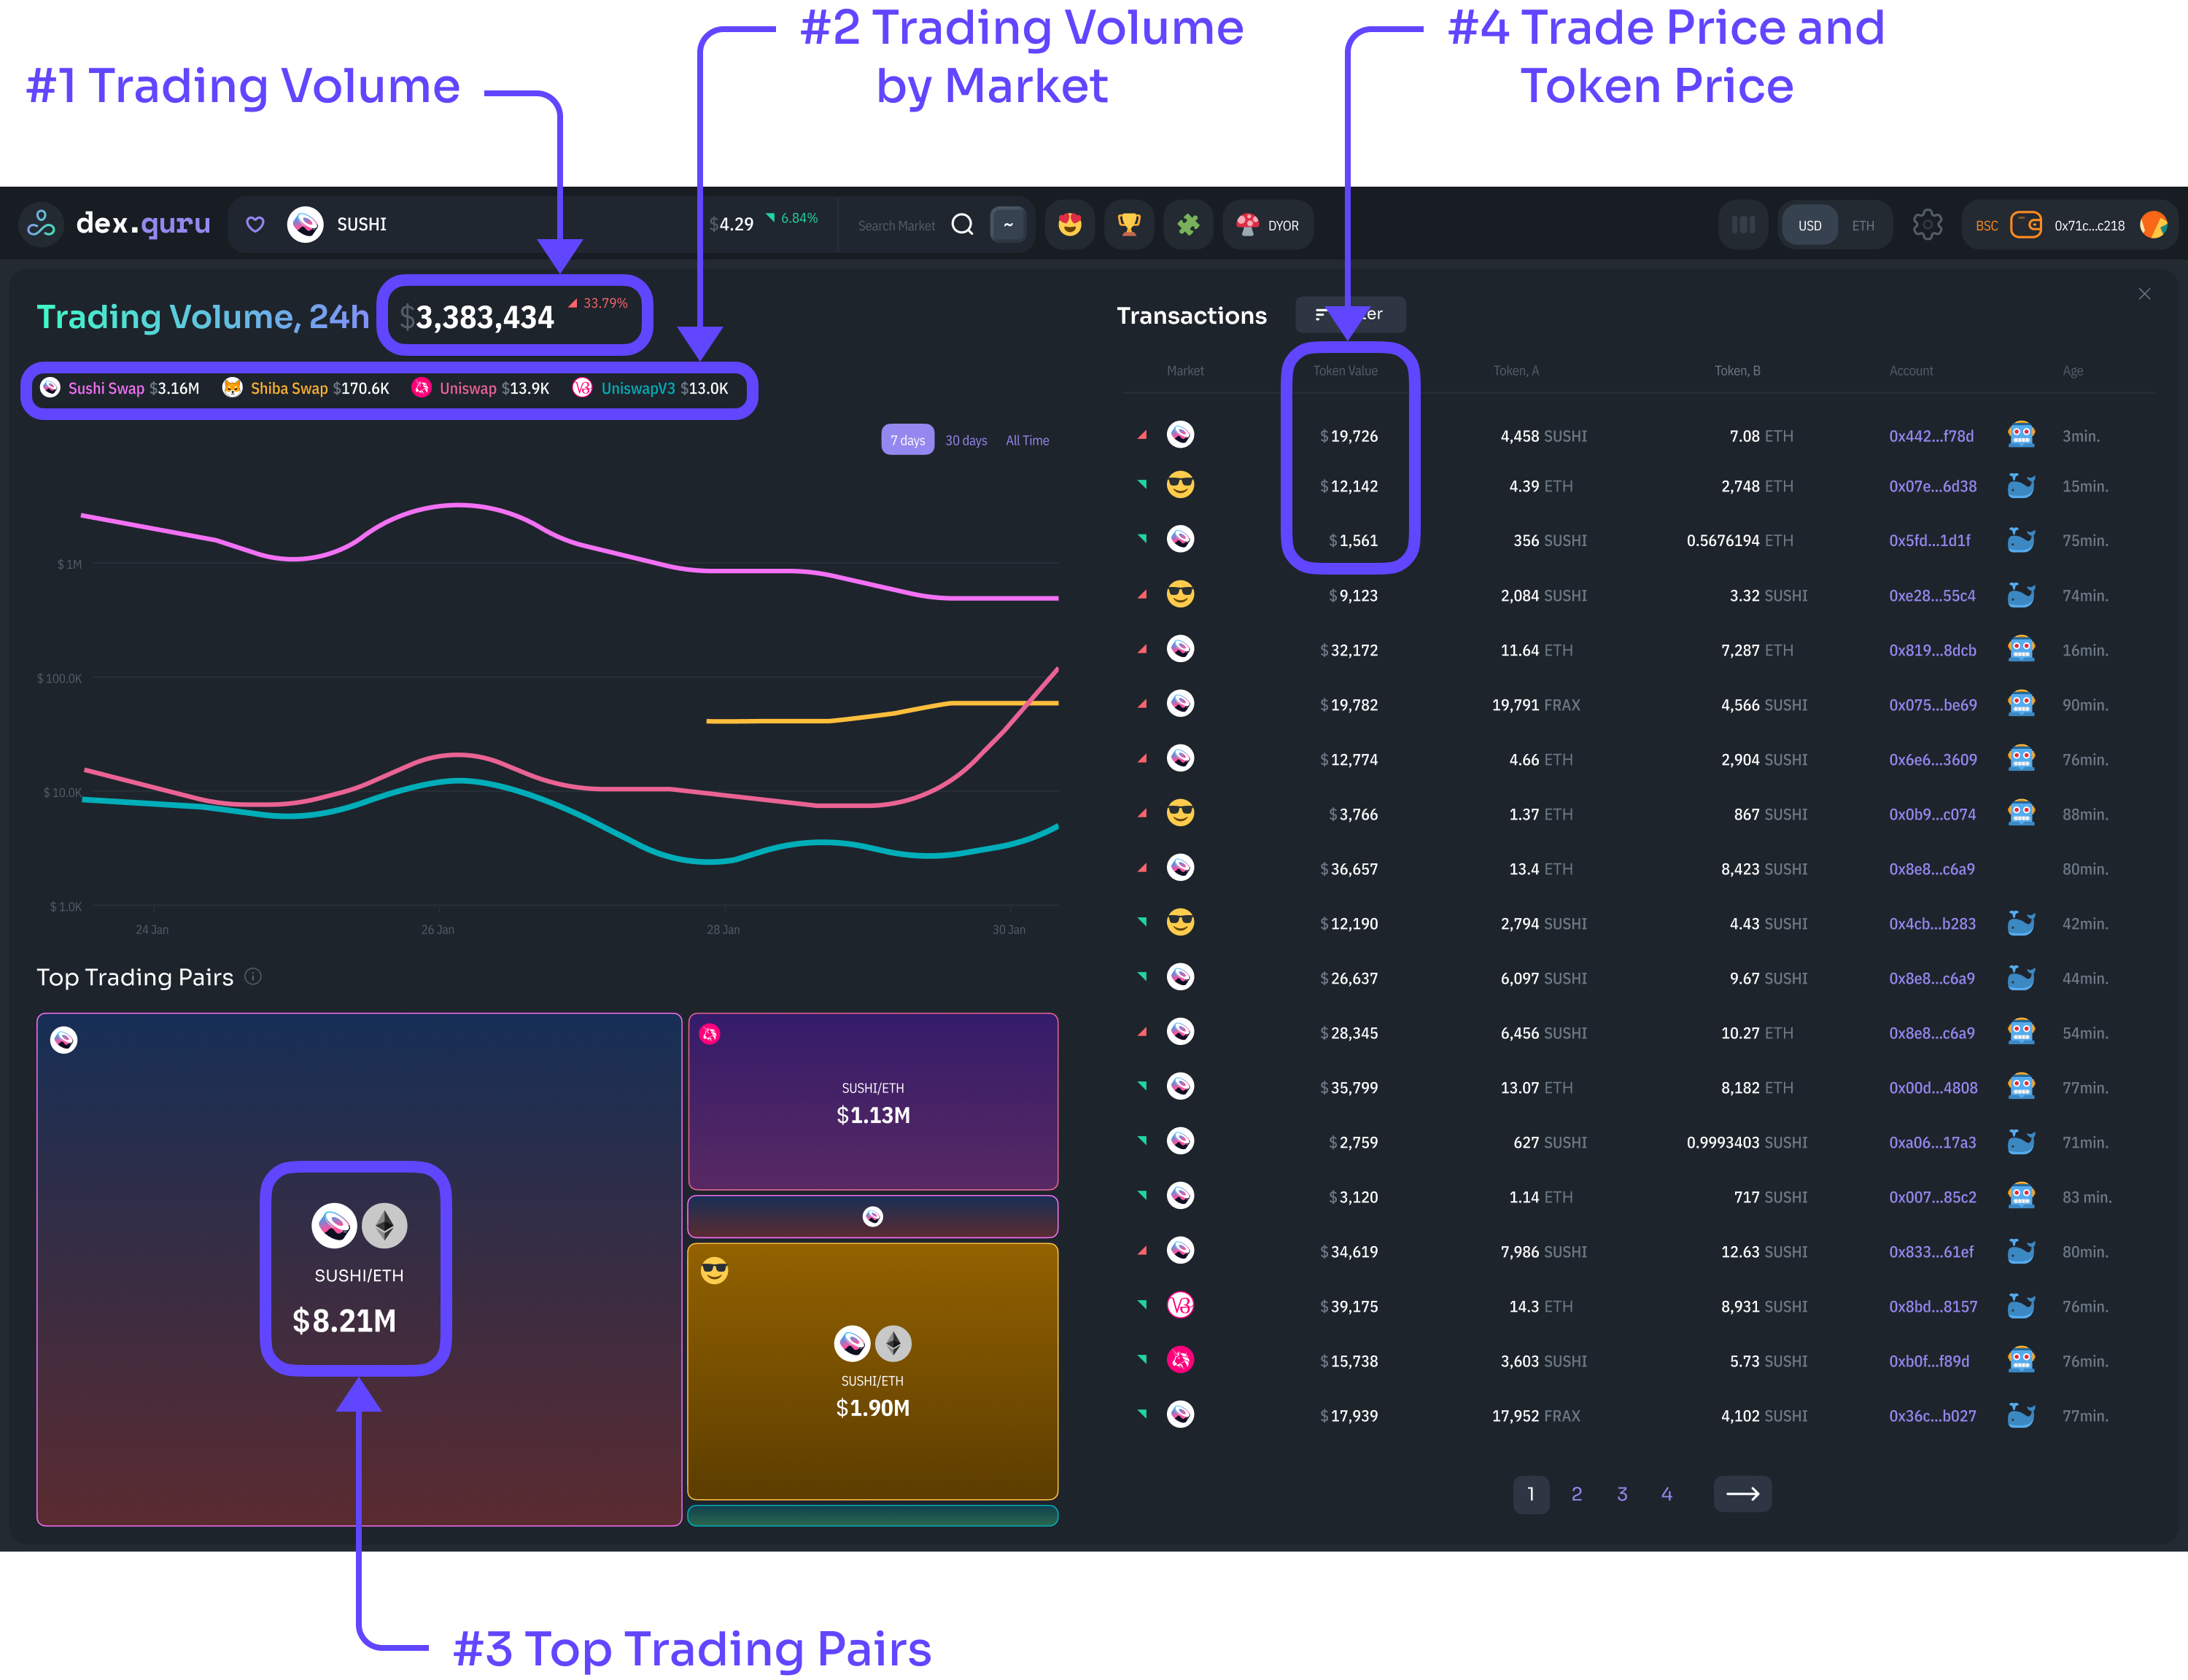 #1 Trading Volume
#2 Trading Volume
by Market
#4 Trade Price and
Token Price
dex.guru
SUSHI
$4.29 6.84%
Search Market
~
DYOR
USD ETH
BSC 0x71c...c218
Trading Volume, 24h $3,383,434 33.79%
Sushi Swap $3.16M Shiba Swap $170.6K Uniswap $13.9K UniswapV3 $13.0K
7 days 30 days All Time
$1M
$100.0K
$10.0K
$1.0K
24 Jan 26 Jan 28 Jan 30 Jan
Top Trading Pairs
SUSHI/ETH
$8.21M
SUSHI/ETH
$1.13M
SUSHI/ETH
$1.90M
Transactions
Market Token Value Token, A Token, B Account Age
$19,726 4,458 SUSHI 7.08 ETH 0x442...f78d 3min.
$12,142 4.39 ETH 2,748 ETH 0x07e...6d38 15min.
$1,561 356 SUSHI 0.5676194 ETH 0x5fd...1d1f 75min.
$9,123 2,084 SUSHI 3.32 SUSHI 0xe28...55c4 74min.
$32,172 11.64 ETH 7,287 ETH 0x819...8dcb 16min.
$19,782 19,791 FRAX 4,566 SUSHI 0x075...be69 90min.
$12,774 4.66 ETH 2,904 SUSHI 0x6e6...3609 76min.
$3,766 1.37 ETH 867 SUSHI 0x0b9...c074 88min.
$36,657 13.4 ETH 8,423 SUSHI 0x8e8...c6a9 80min.
$12,190 2,794 SUSHI 4.43 SUSHI 0x4cb...b283 42min.
$26,637 6,097 SUSHI 9.67 SUSHI 0x8e8...c6a9 44min.
$28,345 6,456 SUSHI 10.27 ETH 0x8e8...c6a9 54min.
$35,799 13.07 ETH 8,182 ETH 0x00d...4808 77min.
$2,759 627 SUSHI 0.9993403 SUSHI 0xa06...17a3 71min.
$3,120 1.14 ETH 717 SUSHI 0x007...85c2 83 min.
$34,619 7,986 SUSHI 12.63 SUSHI 0x833...61ef 80min.
V3 $39,175 14.3 ETH 8,931 SUSHI 0x8bd...8157 76min.
$15,738 3,603 SUSHI 5.73 SUSHI 0xb0f...f89d 76min.
$17,939 17,952 FRAX 4,102 SUSHI 0x36c...b027 77min.
1 2 3 4
#3 Top Trading Pairs